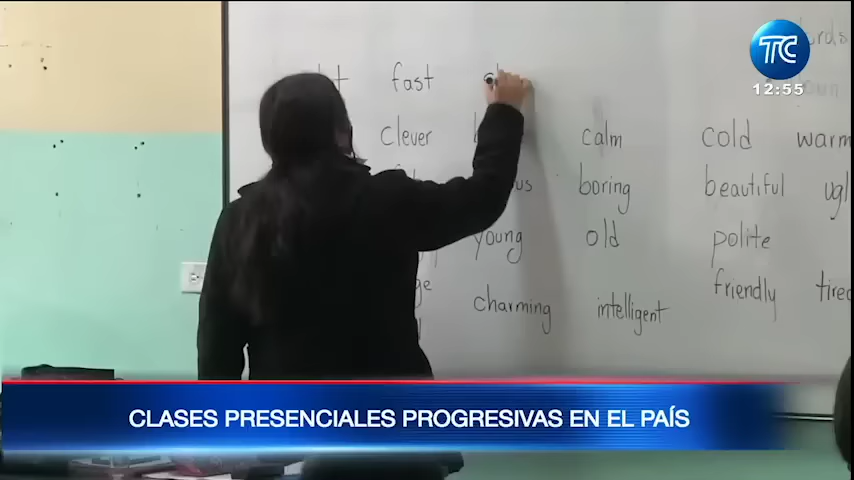 TC
12:55
fast
clever calm cold warm
boring beautiful
young old polite
friendly
charming intelligent
CLASES PRESENCIALES PROGRESIVAS EN EL PAÍS